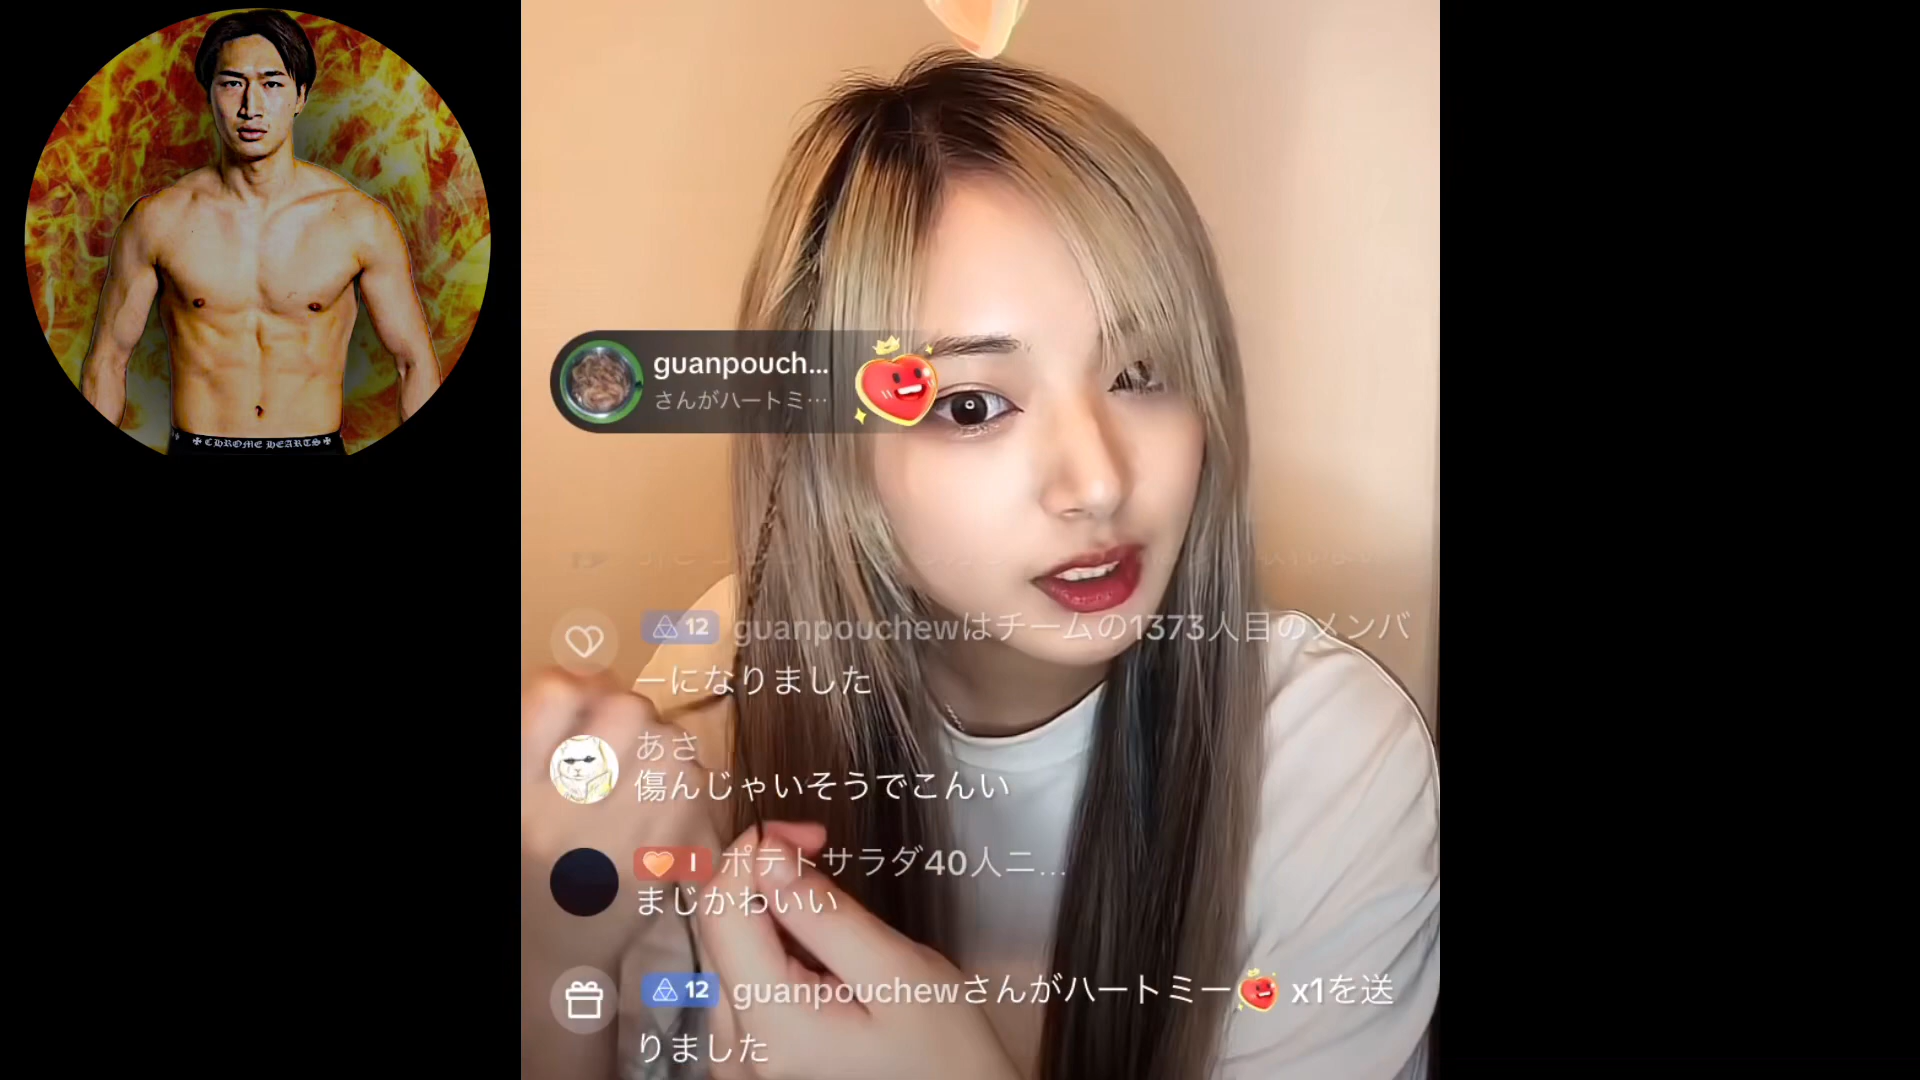 CHROME HEARTS
guanpouch...
さんがハートミ…
12 guanpouchewはチームの1373人目のメンバ
ーになりました
あさ
傷んじゃいそうでこんい
I ポテトサラダ40人ニ...
まじかわいい
12 guanpouchewさんがハートミー x1を送
りました